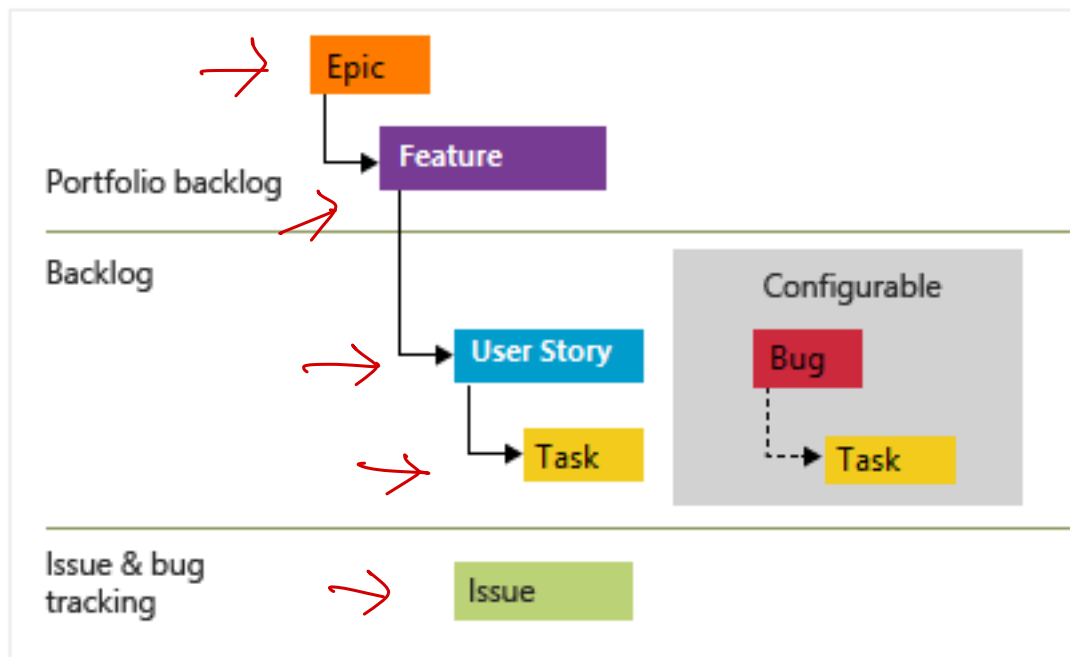 Epic
Feature
Portfolio backlog
Backlog
Configurable
User Story
Bug
Task
Task
Issue & bug
tracking
Issue